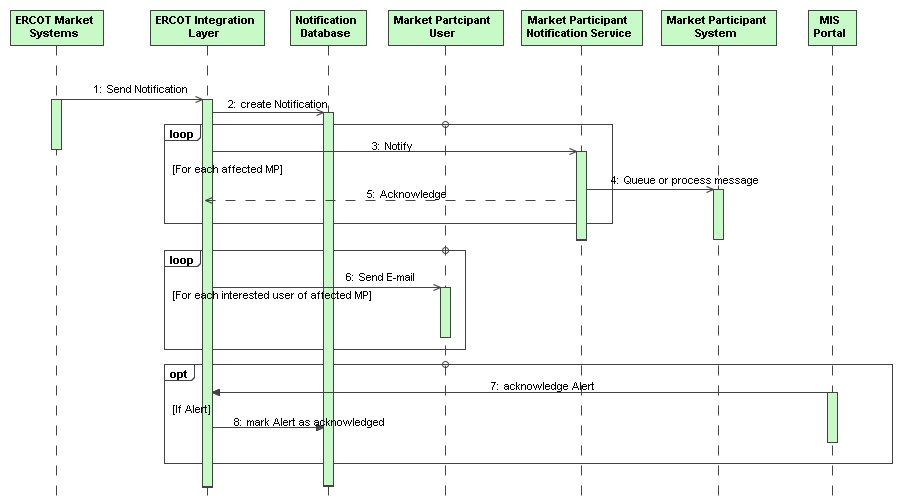 ERCOT Market
Systems
ERCOT Integration
Layer
Notification
Database
Market Partcipant
User
Market Participant
Notification Service
Market Participant
System
MIS
Portal
1: Send Notification
2: create Notification
loop
3: Notify
[For each affected MP]
4: Queue or process message
5: Acknowledge
loop
6: Send E-mail
[For each interested user of affected MP]
opt
7: acknowledge Alert
[If Alert]
8: mark Alert as acknowledged